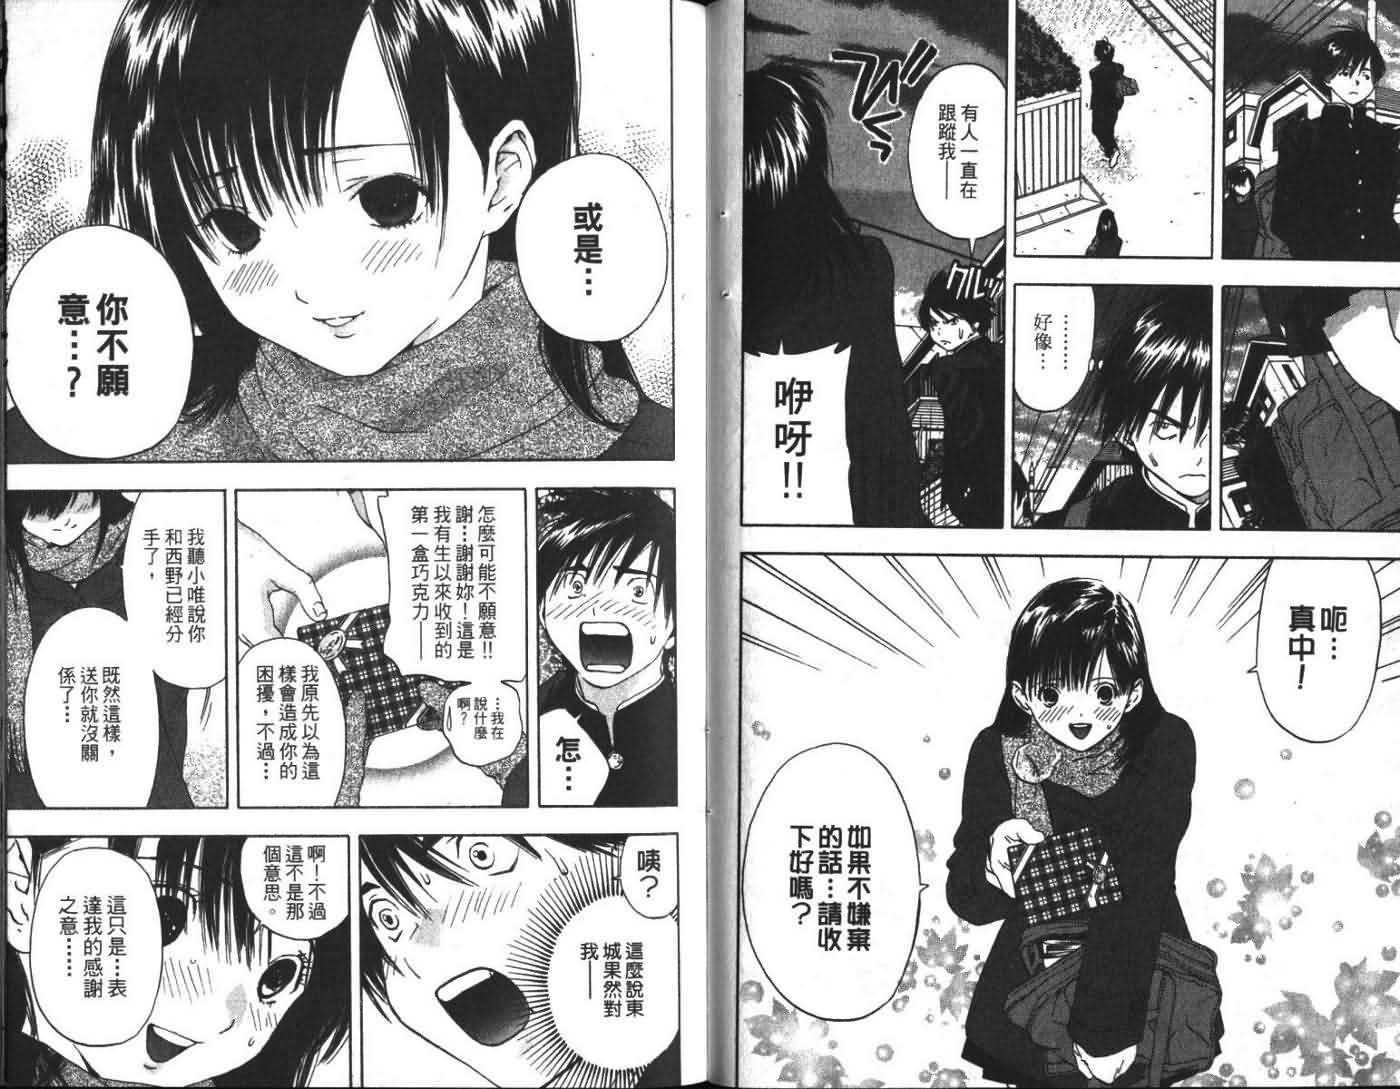 ……… 
好像…
有人一直在
跟蹤我——
ビクッ
クルッ
咿呀!!
呃…
真中!
如果不嫌棄
的話…請收
下好嗎?
或是…
你不願
意…?
怎…
怎麼可能不願意!!
謝…謝謝妳!這是
我有生以來收到的
第一盒巧克力——
…我在
說什麼
啊?
我原先以為這
樣會造成你的
困擾,不過…
我聽小唯說你
和西野已經分
手了,
既然這樣,
送你就沒關
係了…
咦?
這麼說東
城果然對
我——
啊!不過
這不是那
個意思。
這只是…表
達我的感謝
之意……